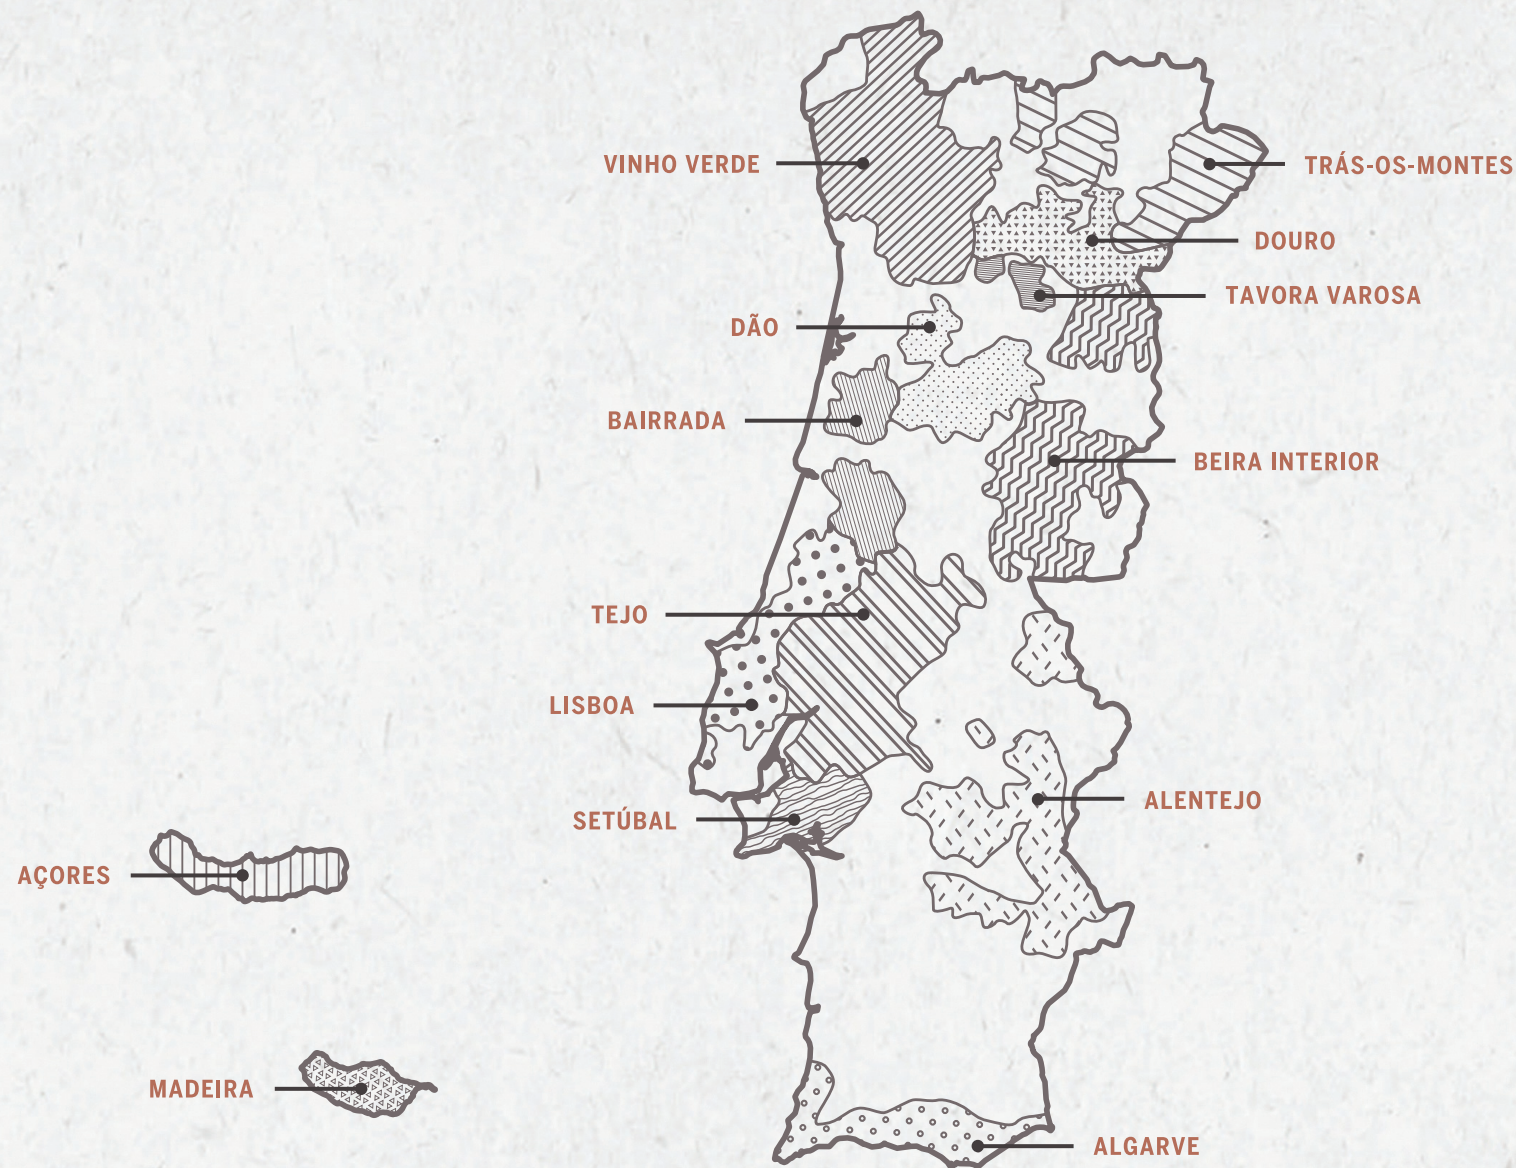 VINHO VERDE
TRÁS-OS-MONTES
DOURO
TAVORA VAROSA
DÃO
BAIRRADA
BEIRA INTERIOR
TEJO
LISBOA
ALENTEJO
SETÚBAL
AÇORES
MADEIRA
ALGARVE